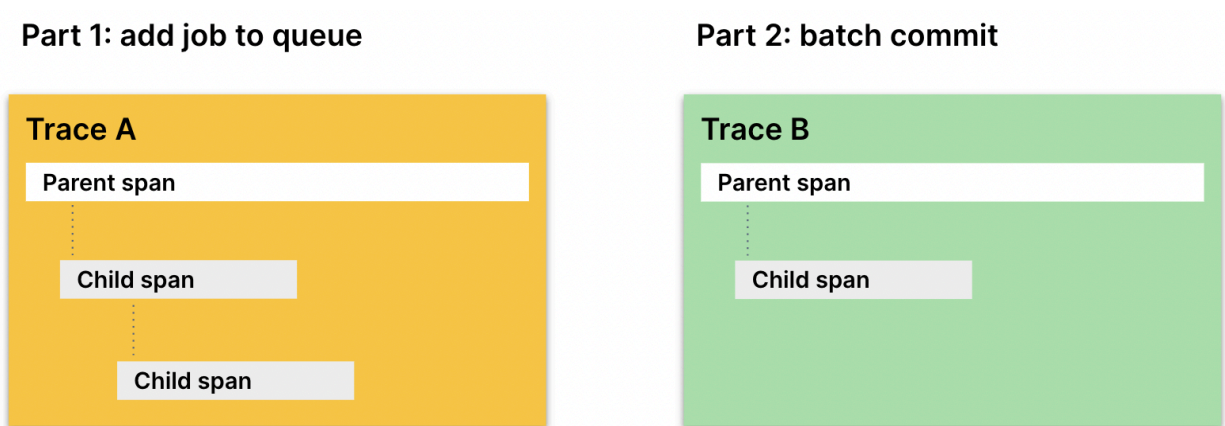 Part 1: add job to queue
Trace A
Parent span
Child span
Child span
Part 2: batch commit
Trace B
Parent span
Child span